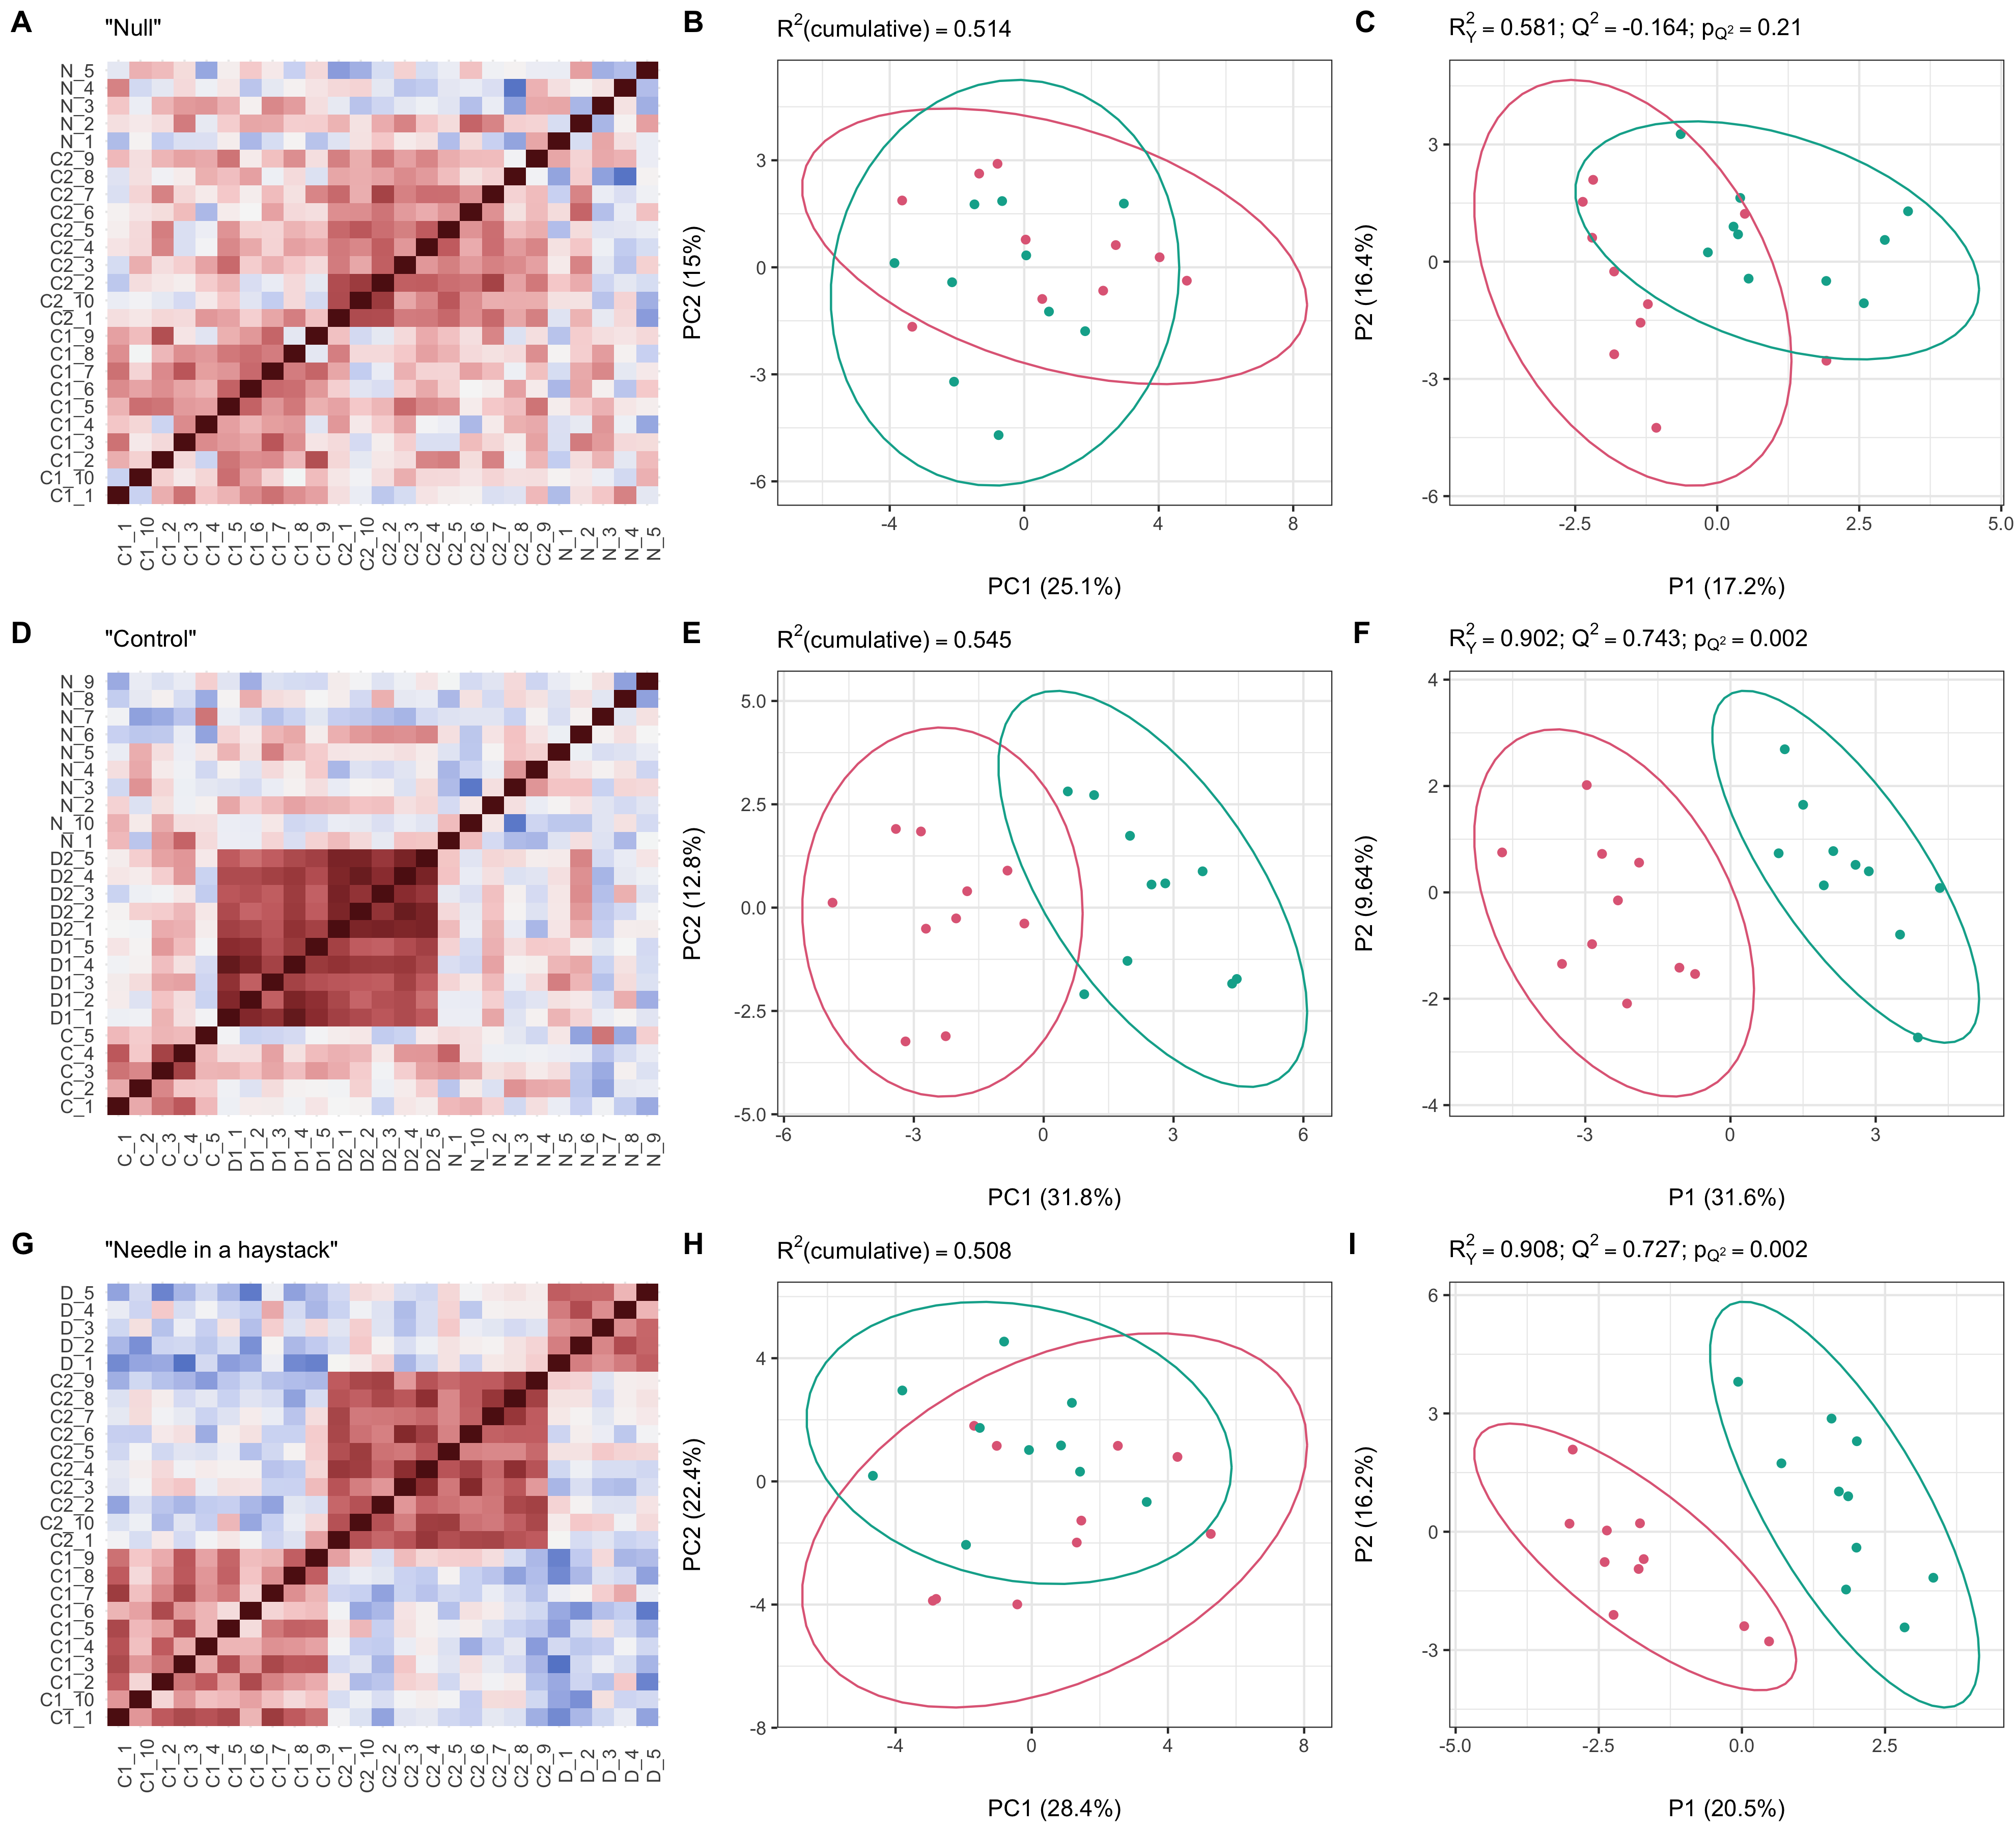 A
"Null"
N_5
N_4
N_3
N_2
N_1
C2_9
C2_8
C2_7
C2_6
C2_5
C2_4
C2_3
C2_2
C2_10
C2_1
C1_9
C1_8
C1_7
C1_6
C1_5
C1_4
C1_3
C1_2
C1_10
C1_1
C1_1
C1_10
C1_2
C1_3
C1_4
C1_5
C1_6
C1_7
C1_8
C1_9
C2_1
C2_10
C2_2
C2_3
C2_4
C2_5
C2_6
C2_7
C2_8
C2_9
N_1
N_2
N_3
N_4
N_5
B
R²(cumulative) = 0.514
PC2 (15%)
3
0
-3
-6
-4
0
4
8
PC1 (25.1%)
C
R²Y = 0.581; Q² = -0.164; pQ² = 0.21
P2 (16.4%)
3
0
-3
-6
-2.5
0.0
2.5
5.0
P1 (17.2%)
D
"Control"
N_9
N_8
N_7
N_6
N_5
N_4
N_3
N_2
N_10
N_1
D2_5
D2_4
D2_3
D2_2
D2_1
D1_5
D1_4
D1_3
D1_2
D1_1
C_5
C_4
C_3
C_2
C_1
C_1
C_2
C_3
C_4
C_5
D1_1
D1_2
D1_3
D1_4
D1_5
D2_1
D2_2
D2_3
D2_4
D2_5
N_1
N_10
N_2
N_3
N_4
N_5
N_6
N_7
N_8
N_9
E
R²(cumulative) = 0.545
PC2 (12.8%)
5.0
2.5
0.0
-2.5
-5.0
-6
-3
0
3
6
PC1 (31.8%)
F
R²Y = 0.902; Q² = 0.743; pQ² = 0.002
P2 (9.64%)
4
2
0
-2
-4
-3
0
3
P1 (31.6%)
G
"Needle in a haystack"
D_5
D_4
D_3
D_2
D_1
C2_9
C2_8
C2_7
C2_6
C2_5
C2_4
C2_3
C2_2
C2_10
C2_1
C1_9
C1_8
C1_7
C1_6
C1_5
C1_4
C1_3
C1_2
C1_10
C1_1
C1_1
C1_10
C1_2
C1_3
C1_4
C1_5
C1_6
C1_7
C1_8
C1_9
C2_1
C2_10
C2_2
C2_3
C2_4
C2_5
C2_6
C2_7
C2_8
C2_9
D_1
D_2
D_3
D_4
D_5
H
R²(cumulative) = 0.508
PC2 (22.4%)
4
0
-4
-8
-4
0
4
8
PC1 (28.4%)
I
R²Y = 0.908; Q² = 0.727; pQ² = 0.002
P2 (16.2%)
6
3
0
-3
-5.0
-2.5
0.0
2.5
P1 (20.5%)